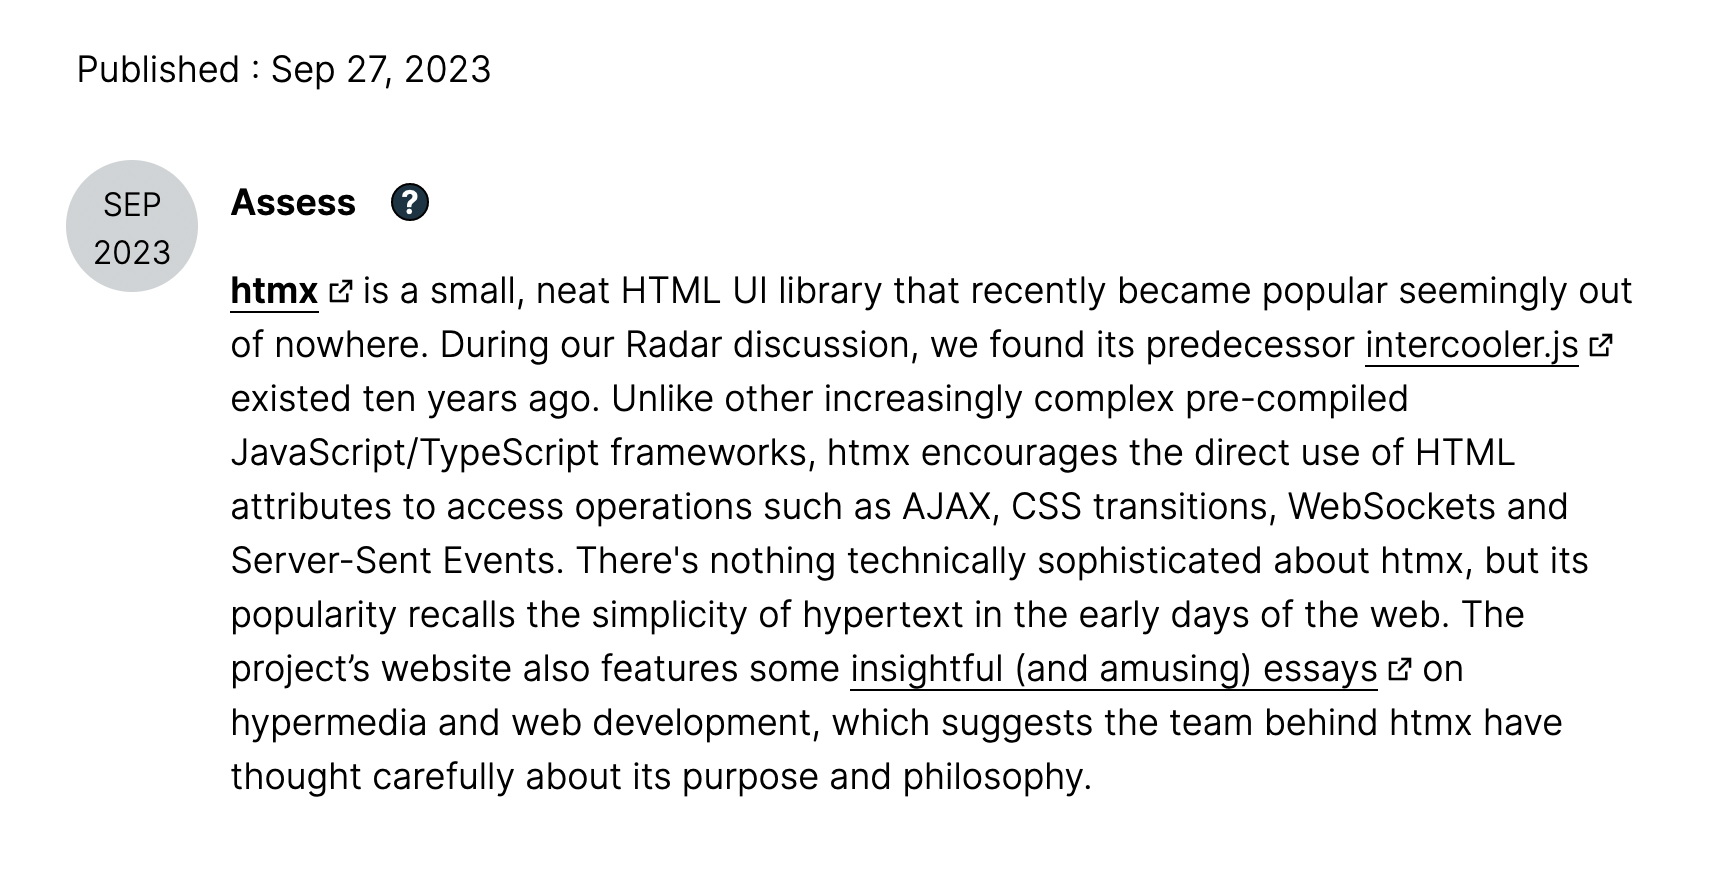 Published : Sep 27, 2023
SEP
2023
Assess ?
htmx is a small, neat HTML UI library that recently became popular seemingly out
of nowhere. During our Radar discussion, we found its predecessor intercooler.js
existed ten years ago. Unlike other increasingly complex pre-compiled
JavaScript/TypeScript frameworks, htmx encourages the direct use of HTML
attributes to access operations such as AJAX, CSS transitions, WebSockets and
Server-Sent Events. There's nothing technically sophisticated about htmx, but its
popularity recalls the simplicity of hypertext in the early days of the web. The
project’s website also features some insightful (and amusing) essays on
hypermedia and web development, which suggests the team behind htmx have
thought carefully about its purpose and philosophy.